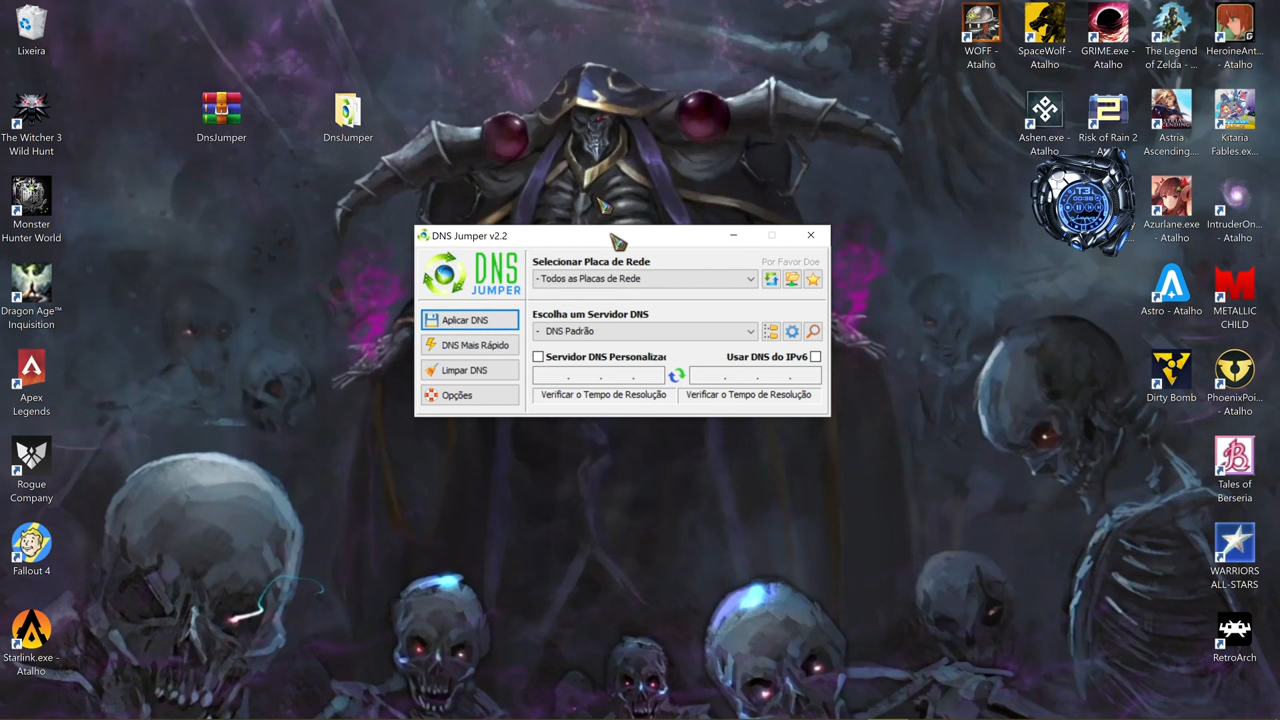 Lixeira
The Witcher 3
Wild Hunt
Monster
Hunter World
Dragon Age™
Inquisition
Apex
Legends
Rogue
Company
Fallout 4
Starlink.exe -
Atalho
DnsJumper
DnsJumper
DNS Jumper v2.2
DNS
JUMPER
Aplicar DNS
DNS Mais Rápido
Limpar DNS
Opções
Selecionar Placa de Rede
Por Favor Doe
- Todos as Placas de Rede
Escolha um Servidor DNS
- DNS Padrão
Servidor DNS Personalizac
Usar DNS do IPv6
. . .
. . .
Verificar o Tempo de Resolução
Verificar o Tempo de Resolução
WOFF -
Atalho
SpaceWolf -
Atalho
GRIME.exe -
Atalho
The Legend
of Zelda - ...
HeroineAnt...
- Atalho
Ashen.exe -
Atalho
Risk of Rain 2
Astria
Ascending....
Kitaria
Fables.ex...
T3
00:38
Azurlane.exe
- Atalho
IntruderOn...
- Atalho
Astro - Atalho
METALLIC
CHILD
Dirty Bomb
PhoenixPoi...
- Atalho
Tales of
Berseria
WARRIORS
ALL-STARS
RetroArch